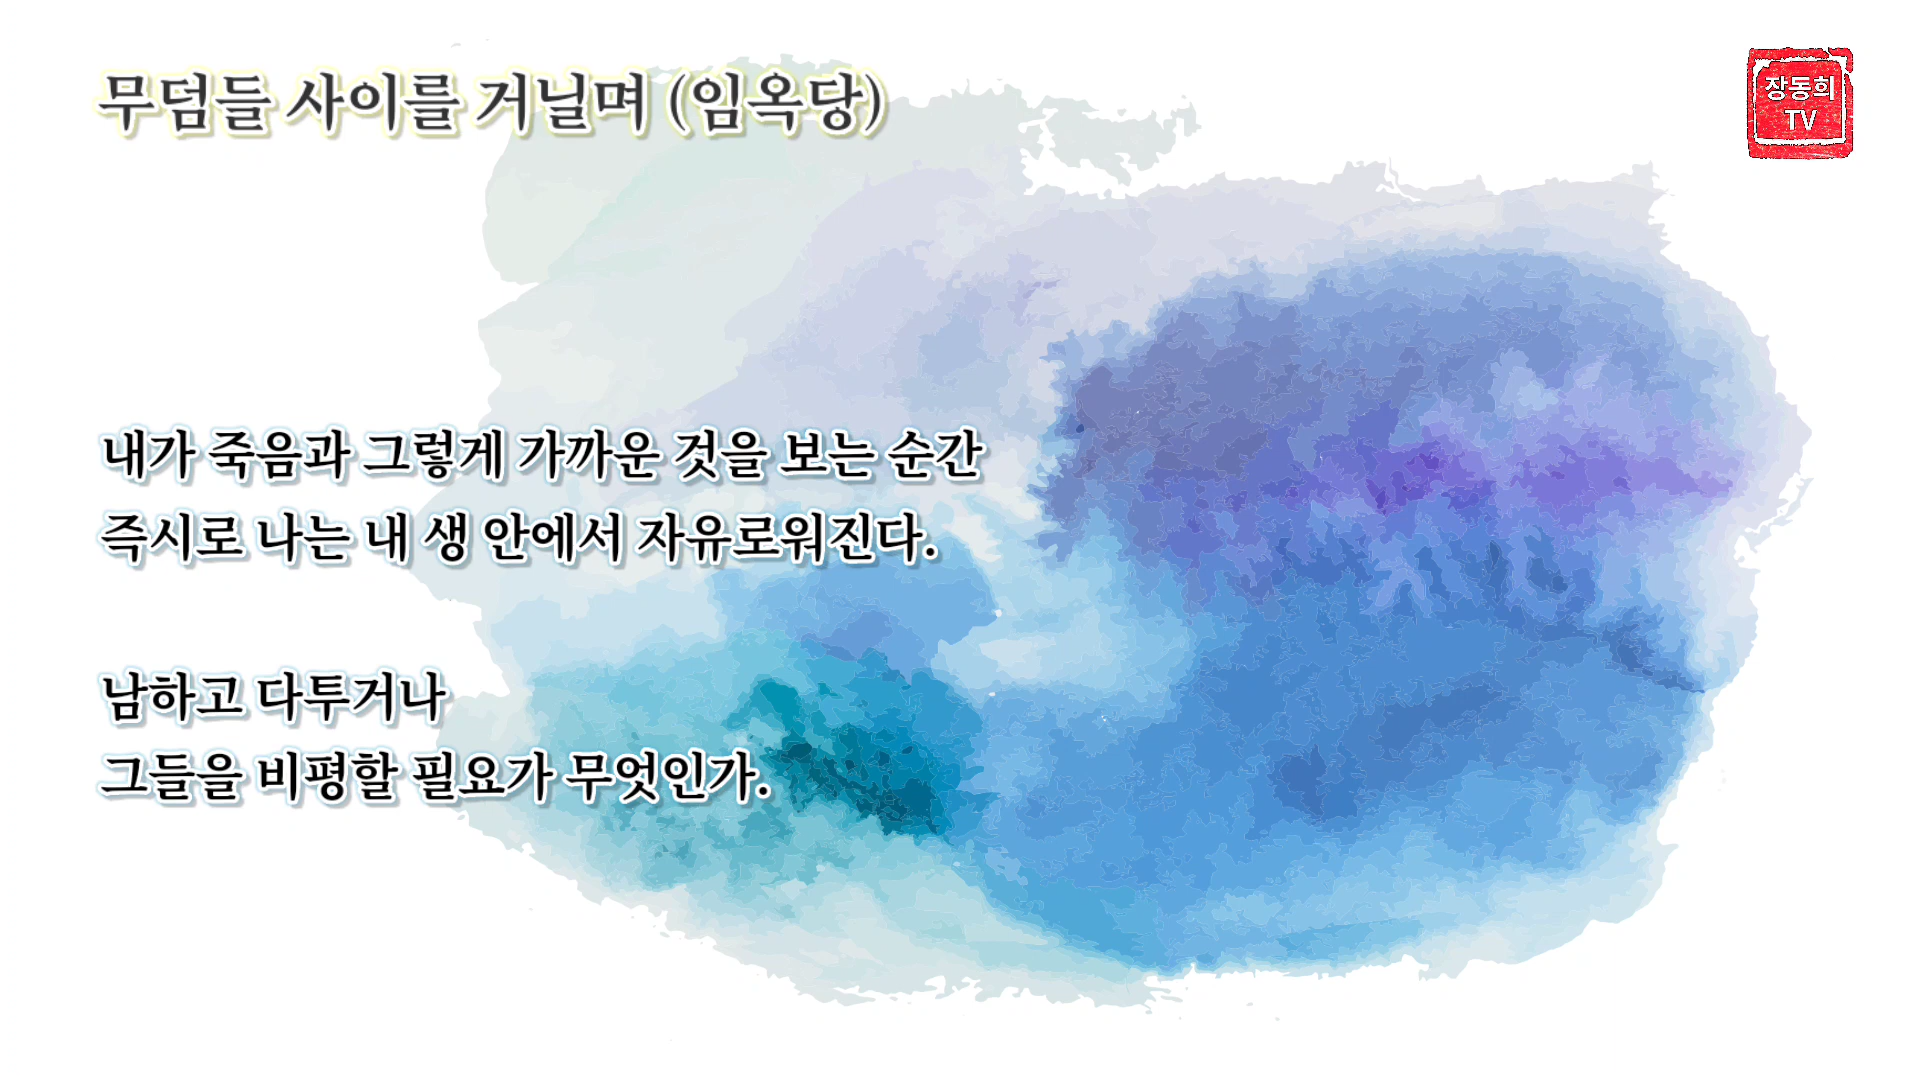 무덤들 사이를 거닐며 (임옥당)
장동희
TV
내가 죽음과 그렇게 가까운 것을 보는 순간
즉시로 나는 내 생 안에서 자유로워진다.
남하고 다투거나
그들을 비평할 필요가 무엇인가.